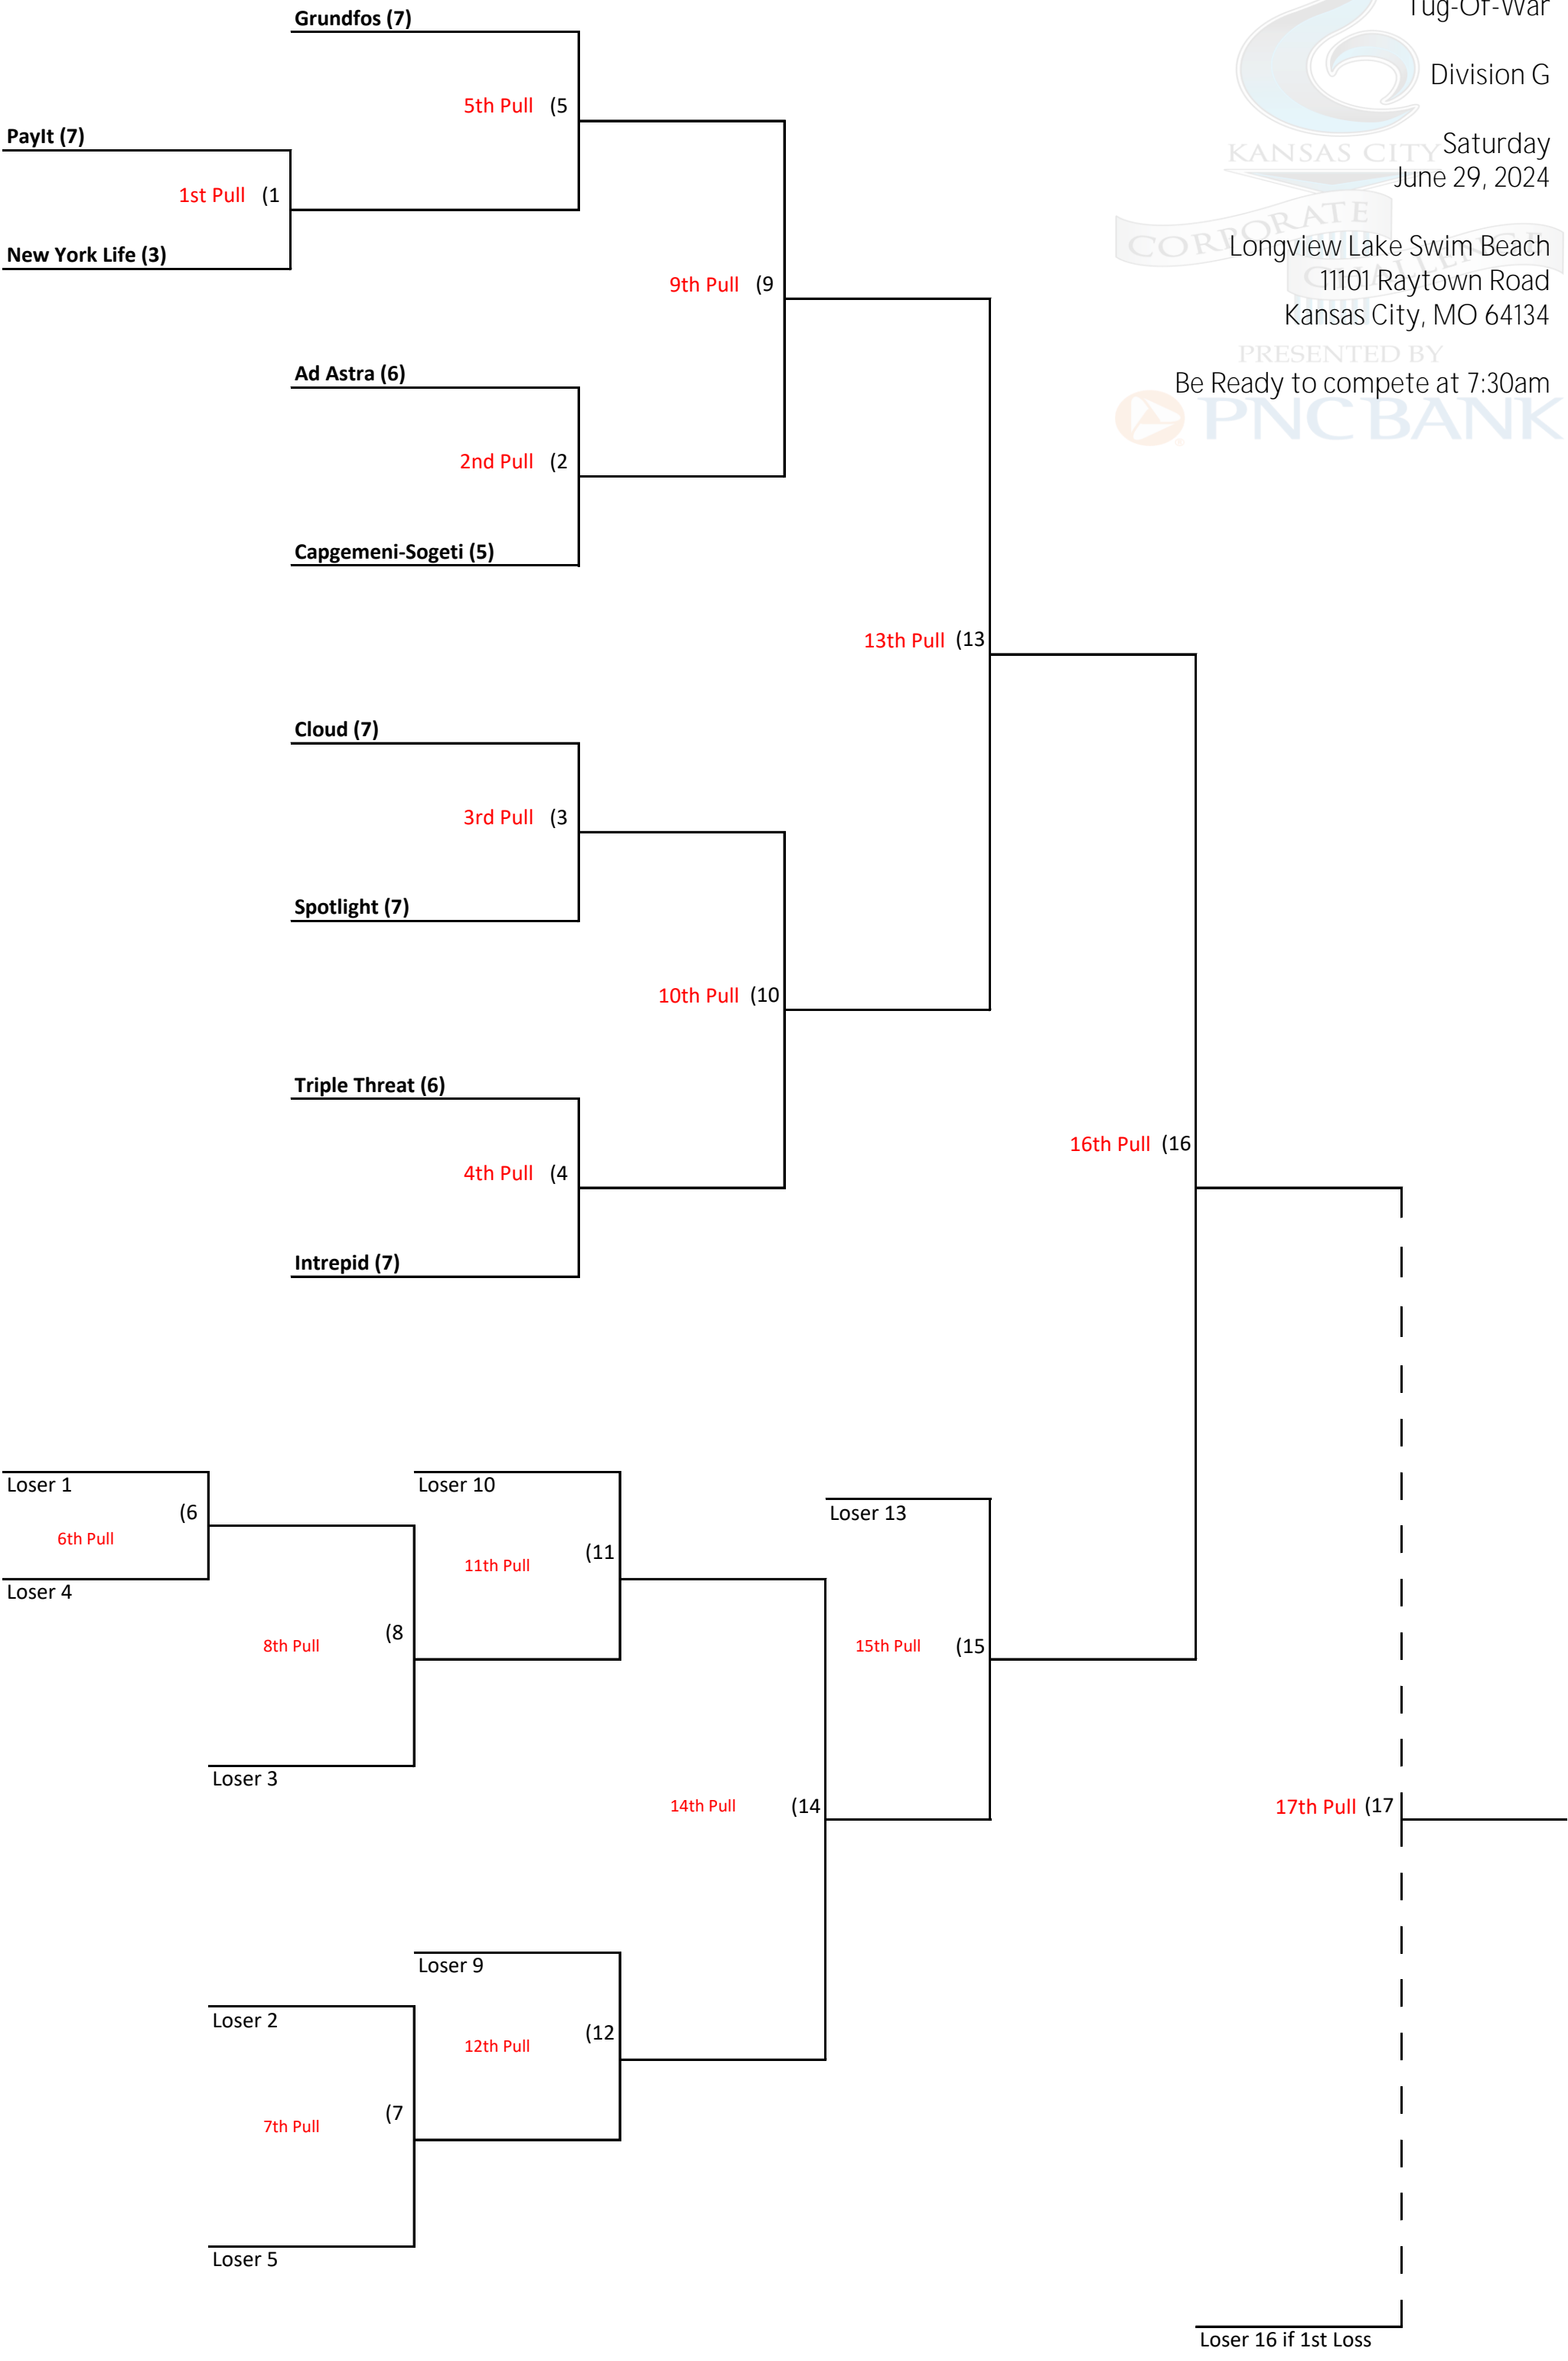 Tug-Of-War
Division G
Saturday
June 29, 2024
Longview Lake Swim Beach
11101 Raytown Road
Kansas City, MO 64134
Be Ready to compete at 7:30am
KANSAS CITY
CORPORATE
CHALLENGE
PRESENTED BY
PNC BANK
Grundfos (7)
5th Pull (5
PayIt (7)
1st Pull (1
New York Life (3)
9th Pull (9
Ad Astra (6)
2nd Pull (2
Capgemeni-Sogeti (5)
13th Pull (13
Cloud (7)
3rd Pull (3
Spotlight (7)
10th Pull (10
Triple Threat (6)
4th Pull (4
Intrepid (7)
16th Pull (16
Loser 1
(6
6th Pull
Loser 4
Loser 10
11th Pull (11
Loser 13
8th Pull (8
15th Pull (15
Loser 3
14th Pull (14
17th Pull (17
Loser 9
Loser 2
12th Pull (12
7th Pull (7
Loser 5
Loser 16 if 1st Loss